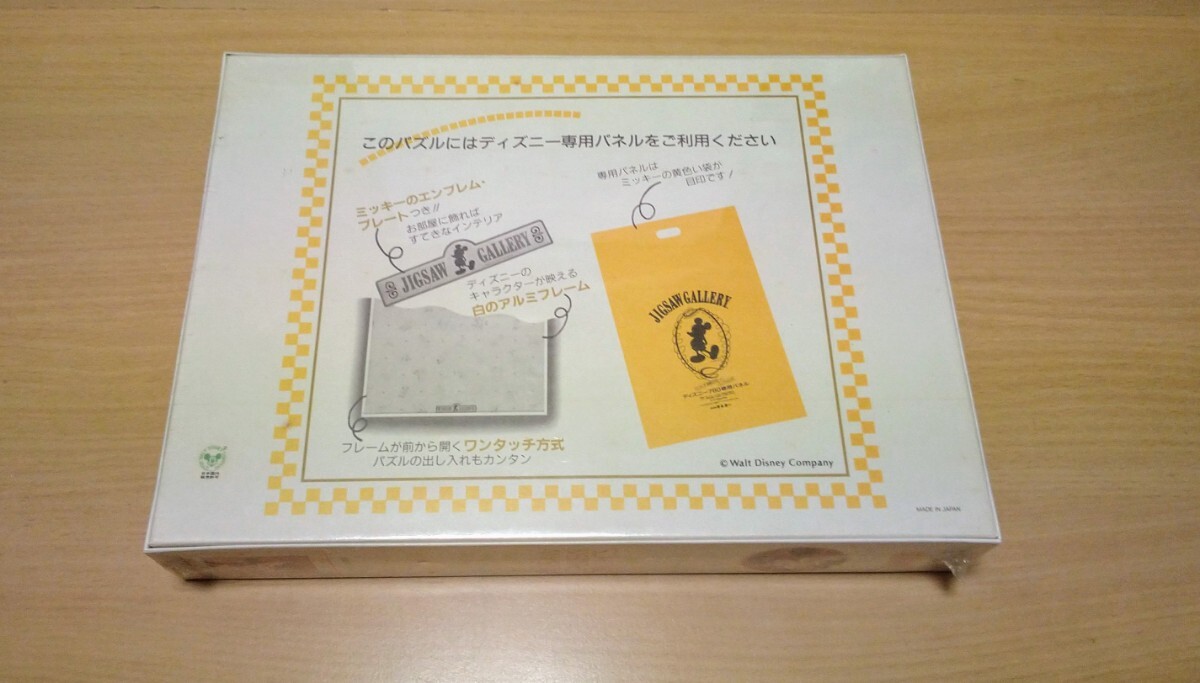 このパズルにはディズニー専用パネルをご利用ください
ミッキーのエンブレム・
プレートつき!!
お部屋に飾れば
すてきなインテリア
JIGSAW GALLERY
ディズニーの
キャラクターが映える
白のアルミフレーム
フレームが前から開くワンタッチ方式
パズルの出し入れもカンタン
専用パネルは
ミッキーの黄色い袋が
目印です!
JIGSAW GALLERY
© Walt Disney Company
MADE IN JAPAN